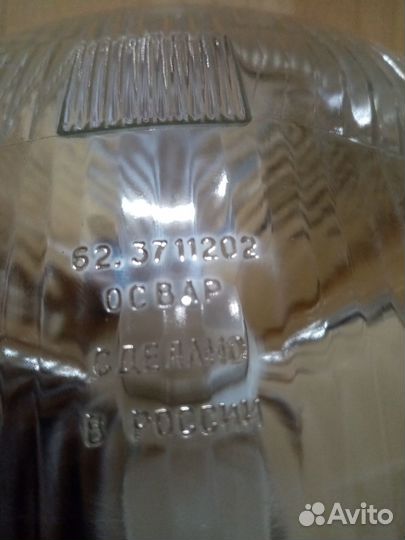 62.3711202
ОСВАР
СДЕЛАНО
В РОССИИ
Avito